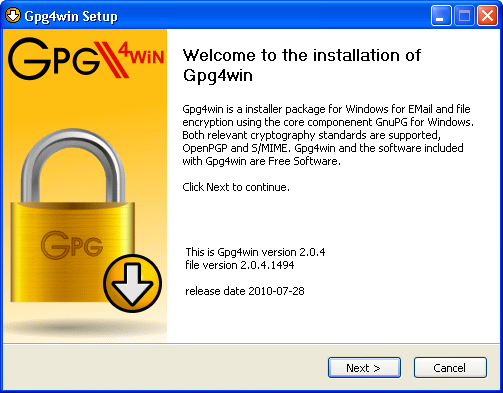 Gpg4win Setup
GPG4WIN
Welcome to the installation of
Gpg4win
Gpg4win is a installer package for Windows for EMail and file
encryption using the core componenent GnuPG for Windows.
Both relevant cryptography standards are supported,
OpenPGP and S/MIME. Gpg4win and the software included
with Gpg4win are Free Software.
Click Next to continue.
GPG
This is Gpg4win version 2.0.4
file version 2.0.4.1494
release date 2010-07-28
Next >
Cancel